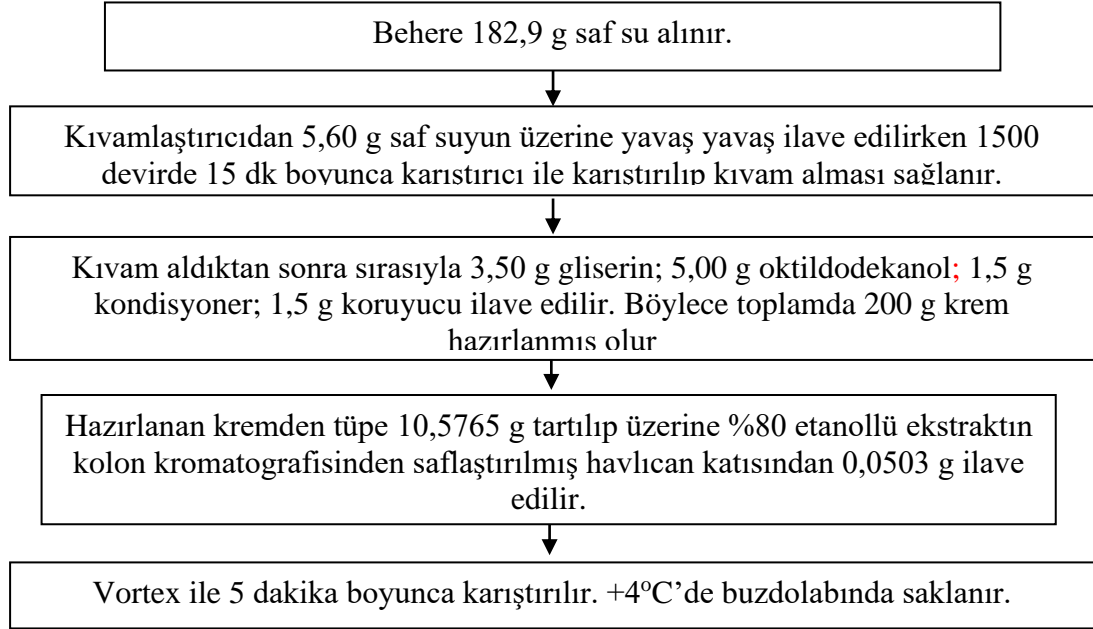 Behere 182,9 g saf su alınır.
Kıvamlaştırıcıdan 5,60 g saf suyun üzerine yavaş yavaş ilave edilirken 1500
devirde 15 dk boyunca karıştırıcı ile karıştırılıp kıvam alması sağlanır.
Kıvam aldıktan sonra sırasıyla 3,50 g gliserin; 5,00 g oktildodekanol; 1,5 g
kondisyoner; 1,5 g koruyucu ilave edilir. Böylece toplamda 200 g krem
hazırlanmış olur
Hazırlanan kremden tüpe 10,5765 g tartılıp üzerine %80 etanollü ekstraktın
kolon kromatografisinden saflaştırılmış havlıcan katısından 0,0503 g ilave
edilir.
Vortex ile 5 dakika boyunca karıştırılır. +4°C’de buzdolabında saklanır.